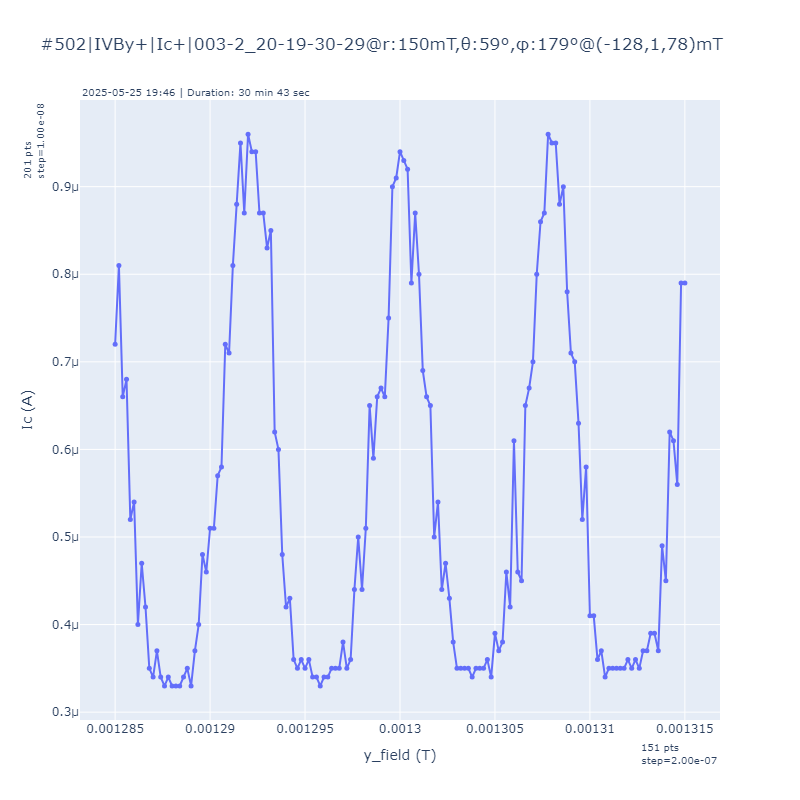 #502|IVBy+|Ic+|003-2_20-19-30-29@r:150mT,θ:59°,φ:179°@(-128,1,78)mT
2025-05-25 19:46 | Duration: 30 min 43 sec
201 pts
step=1.00e-08
0.9μ
0.8μ
0.7μ
0.6μ
0.5μ
0.4μ
0.3μ
Ic (A)
0.001285
0.00129
0.001295
0.0013
0.001305
0.00131
0.001315
y_field (T)
151 pts
step=2.00e-07